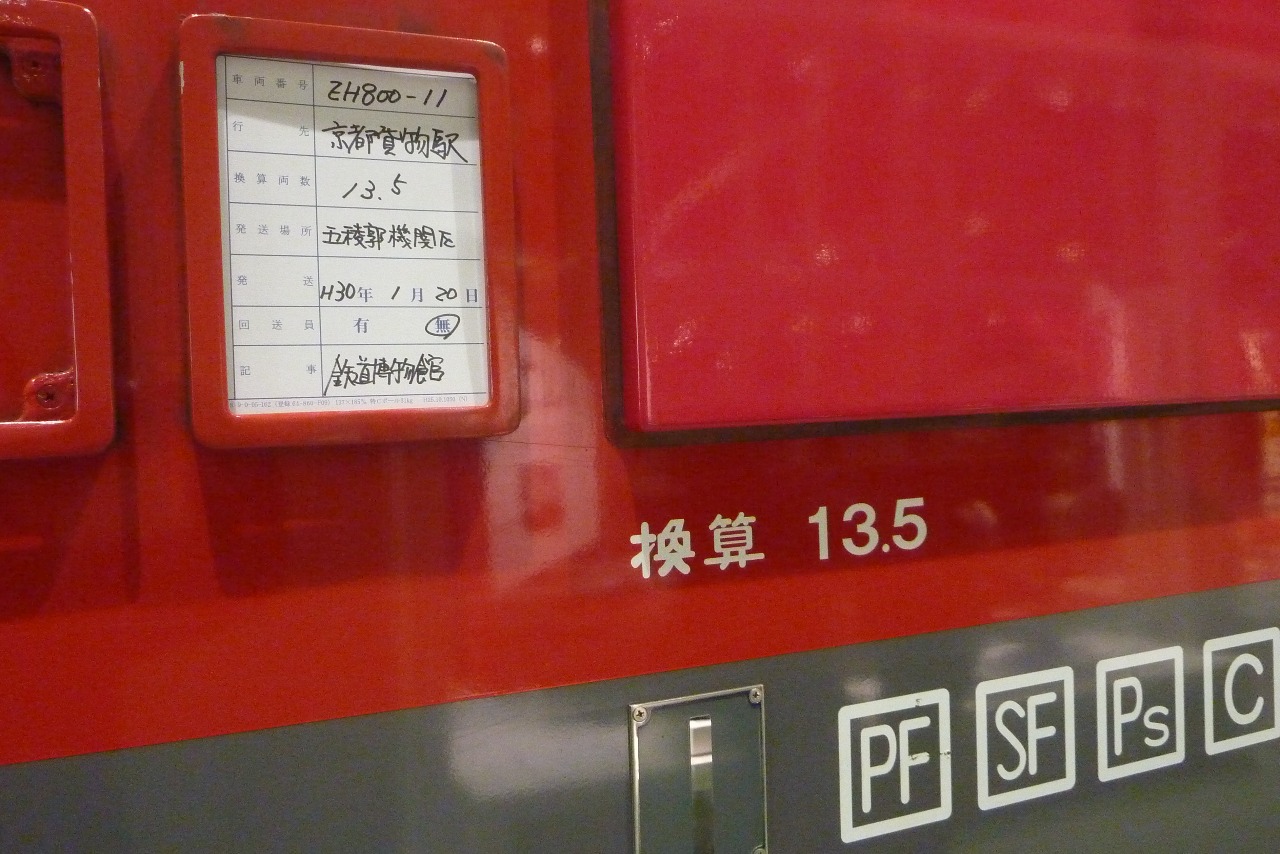 車両番号 EH800-11
行先 京都貨物駅
換算両数 13.5
発送場所 五稜郭機関区
発送 H30年 1月 20日
回送員 有 無
記事 鉄道博物館
換算 13.5
PF SF Ps C